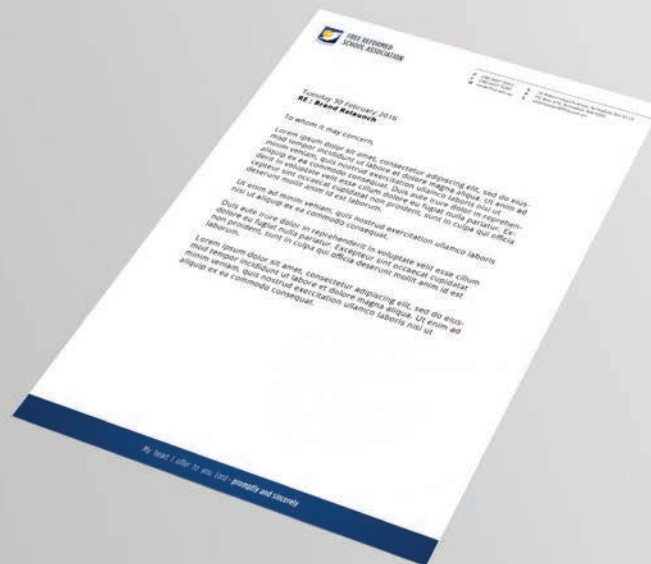 FREE REFORMED
SCHOOL ASSOCIATION
Tuesday 30 February 2016
RE : Brand Relaunch
To whom it may concern,
Lorem ipsum dolor sit amet, consectetur adipiscing elit, sed do eius-
mod tempor incididunt ut labore et dolore magna aliqua. Ut enim ad
minim veniam, quis nostrud exercitation ullamco laboris nisi ut
aliquip ex ea commodo consequat. Duis aute irure dolor in reprehen-
derit in voluptate velit esse cillum dolore eu fugiat nulla pariatur. Ex-
cepteur sint occaecat cupidatat non proident, sunt in culpa qui officia
deserunt mollit anim id est laborum.
Ut enim ad minim veniam, quis nostrud exercitation ullamco laboris
nisi ut aliquip ex ea commodo consequat.
Duis aute irure dolor in reprehenderit in voluptate velit esse cillum
dolore eu fugiat nulla pariatur. Excepteur sint occaecat cupidatat
non proident, sunt in culpa qui officia deserunt mollit anim id est
laborum.
Lorem ipsum dolor sit amet, consectetur adipiscing elit, sed do eius-
mod tempor incididunt ut labore et dolore magna aliqua. Ut enim ad
minim veniam, quis nostrud exercitation ullamco laboris nisi ut
aliquip ex ea commodo consequat.
My heart I offer to you lord - promptly and sincerely